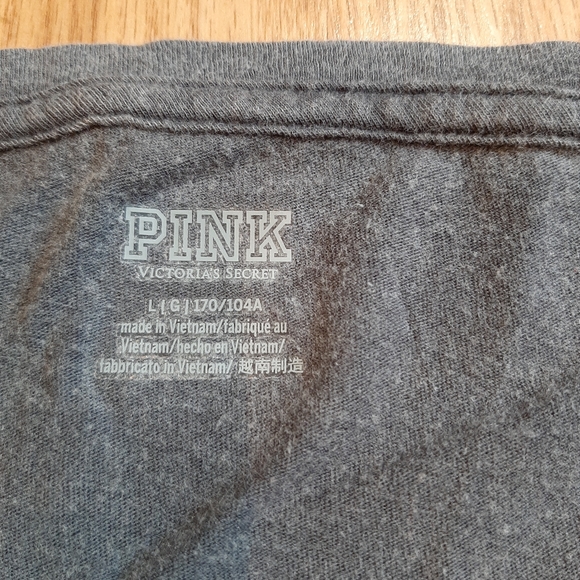 PINK
VICTORIA'S SECRET
L | G | 170/104A
made in Vietnam/fabriqué au
Vietnam/hecho en Vietnam/
fabbricato in Vietnam/ 越南制造